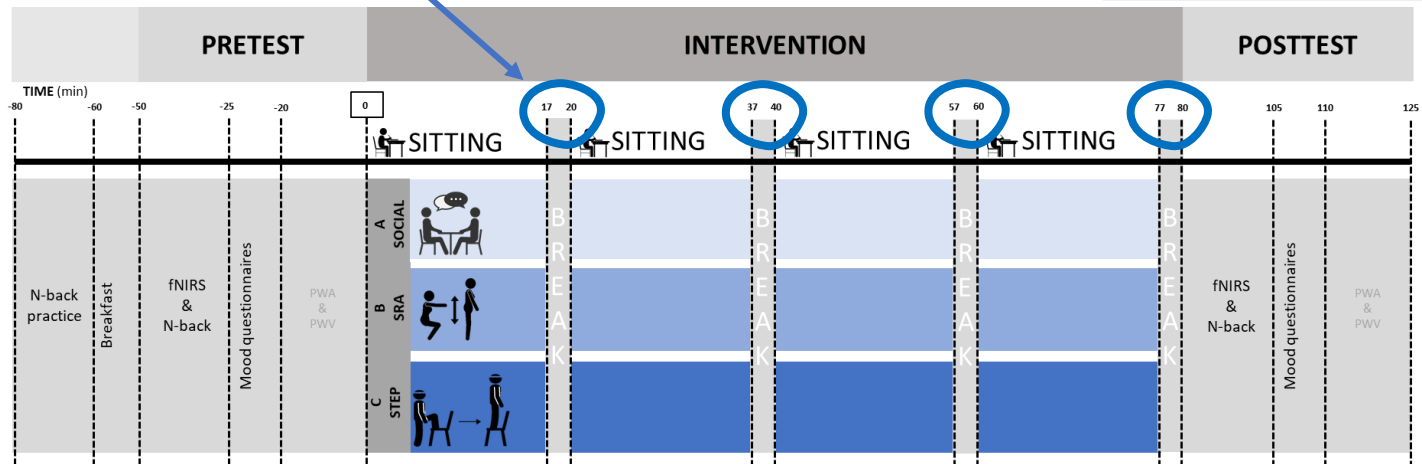 PRETEST
INTERVENTION
POSTTEST
TIME (min)
-80
-60
-50
-25
-20
0
17
20
37
40
57
60
77
80
105
110
125
SITTING
SITTING
SITTING
SITTING
N-back
practice
Breakfast
fNIRS
&
N-back
Mood questionnaires
PWA
&
PWV
A
SOCIAL
B
SRA
C
STEP
BREAK
BREAK
BREAK
BREAK
fNIRS
&
N-back
Mood questionnaires
PWA
&
PWV